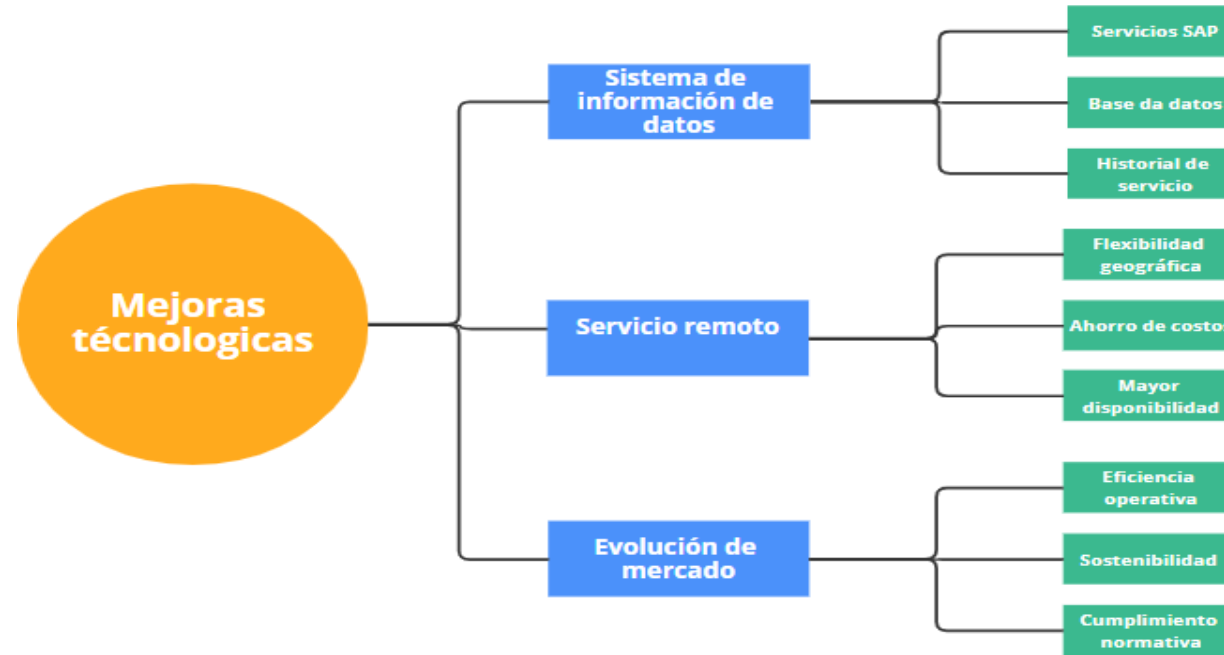 Mejoras
técnologicas
Sistema de
información de
datos
Servicios SAP
Base da datos
Historial de
servicio
Servicio remoto
Flexibilidad
geográfica
Ahorro de costos
Mayor
disponibilidad
Evolución de
mercado
Eficiencia
operativa
Sostenibilidad
Cumplimiento
normativa